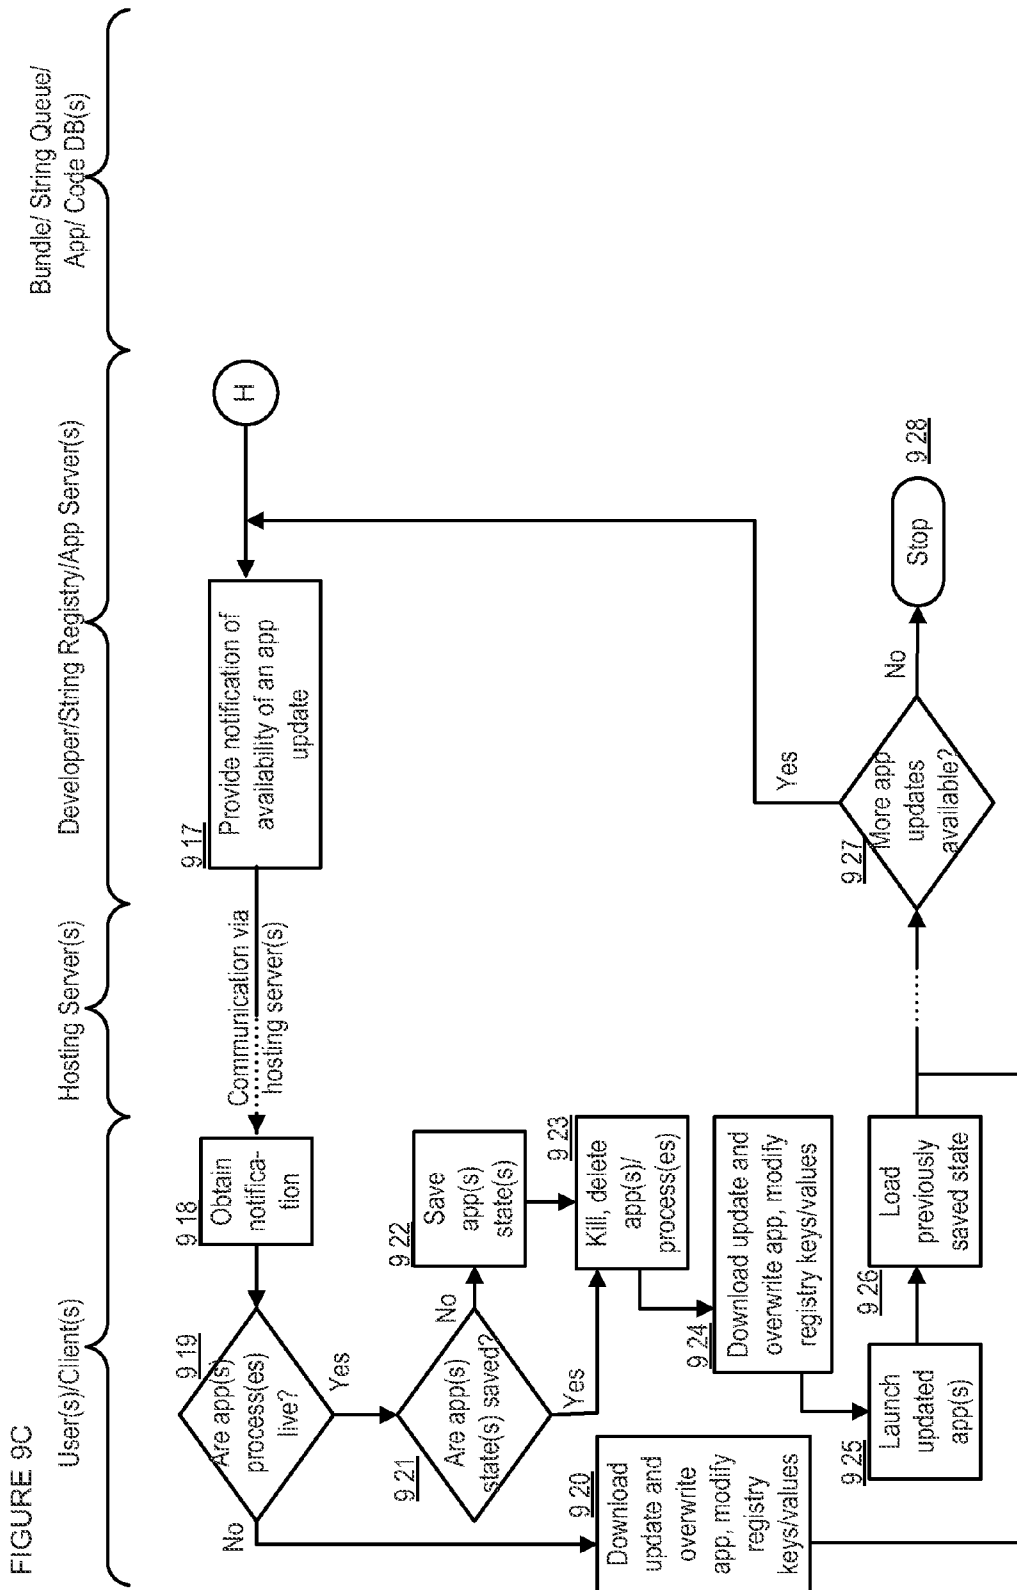 FIGURE 9C
User(s)/Client(s)
Hosting Server(s)
Developer/String Registry/App Server(s)
Bundle/ String Queue/
App/ Code DB(s)
H
9.17
Provide notification of
availability of an app
update
Communication via
hosting server(s)
9.18
Obtain
notifica-
tion
9.19
Are app(s)
process(es)
live?
No
Yes
9.20
Download
update and
overwrite
app, modify
registry
keys/values
9.21
Are app(s)
state(s) saved?
No
Yes
9.22
Save
app(s)
state(s)
9.23
Kill, delete
app(s)/
process(es)
9.24
Download update and
overwrite app, modify
registry keys/values
9.25
Launch
updated
app(s)
9.26
Load
previously
saved state
9.27
More app
updates
available?
Yes
No
Stop
9.28